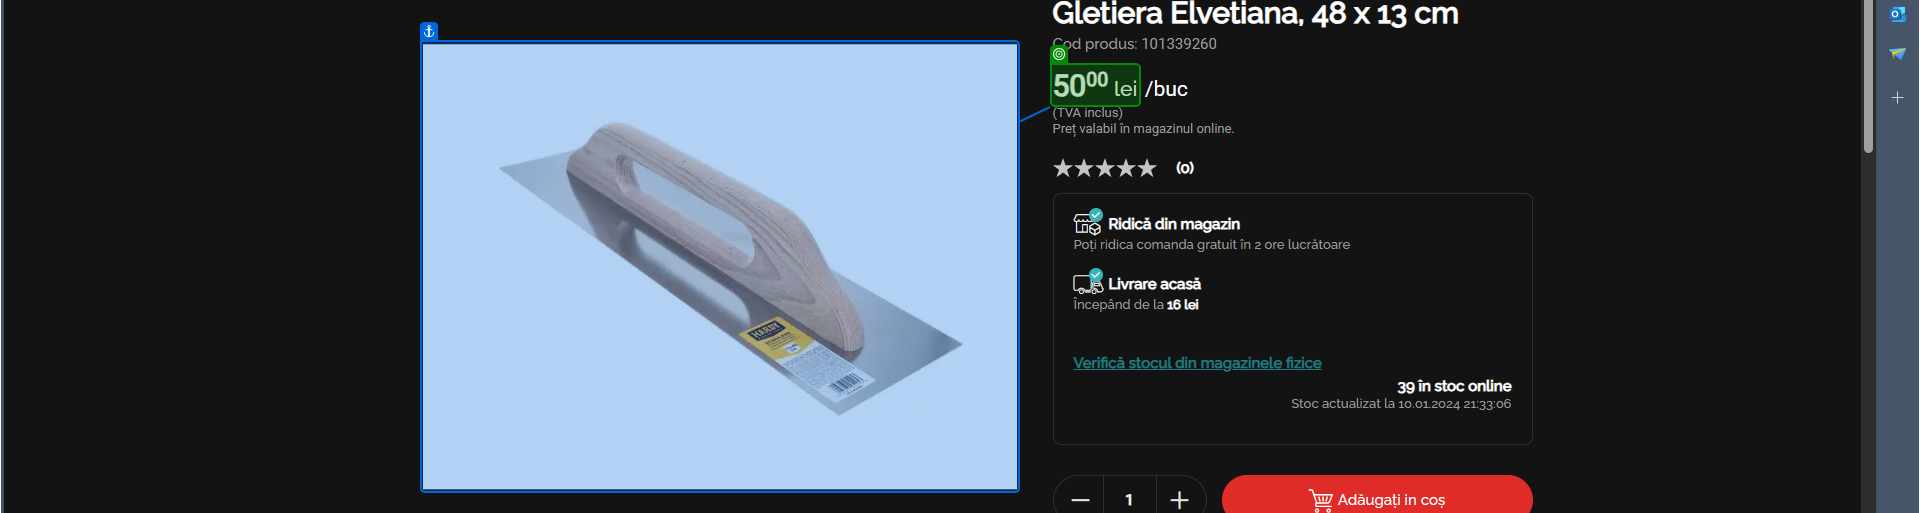 Gletiera Elvetiana, 48 x 13 cm
Cod produs: 101339260
50⁰⁰ lei /buc
(TVA inclus)
Preț valabil în magazinul online.
(0)
Ridică din magazin
Poți ridica comanda gratuit în 2 ore lucrătoare
Livrare acasă
Începând de la 16 lei
Verifică stocul din magazinele fizice
39 în stoc online
Stoc actualizat la 10.01.2024 21:33:06
HARDY
1
Adăugați in coș